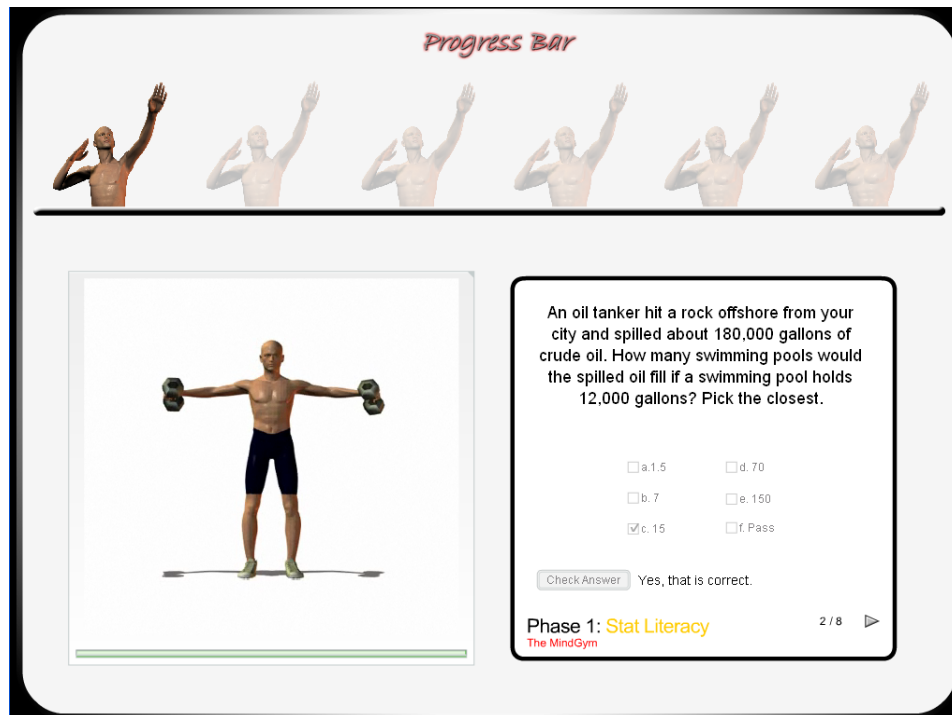 Progress Bar
An oil tanker hit a rock offshore from your
city and spilled about 180,000 gallons of
crude oil. How many swimming pools would
the spilled oil fill if a swimming pool holds
12,000 gallons? Pick the closest.
a.1.5
d. 70
b. 7
e. 150
c. 15
f. Pass
Check Answer Yes, that is correct.
Phase 1: Stat Literacy 2 / 8
The MindGym